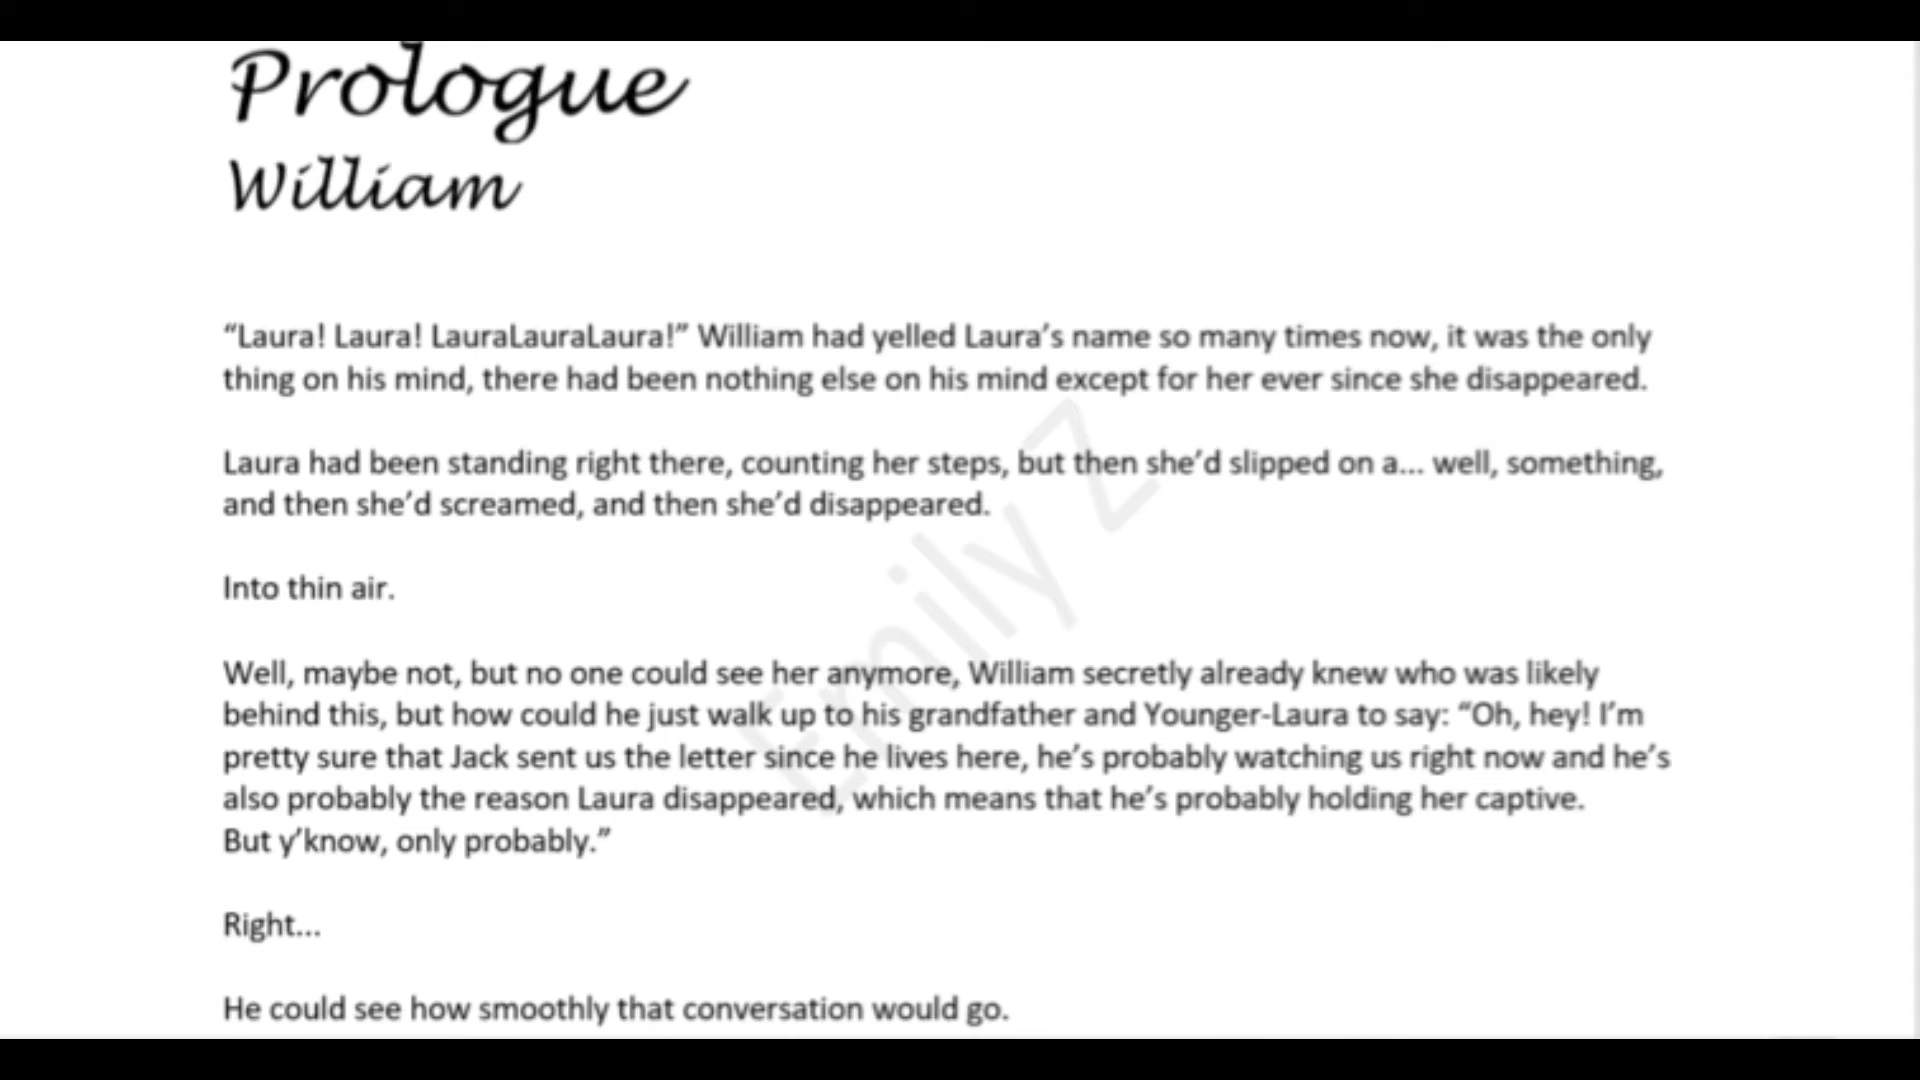 Prologue
William
“Laura! Laura! LauraLauraLaura!” William had yelled Laura’s name so many times now, it was the only
thing on his mind, there had been nothing else on his mind except for her ever since she disappeared.
Laura had been standing right there, counting her steps, but then she’d slipped on a... well, something,
and then she’d screamed, and then she’d disappeared.
Into thin air.
Well, maybe not, but no one could see her anymore, William secretly already knew who was likely
behind this, but how could he just walk up to his grandfather and Younger-Laura to say: “Oh, hey! I’m
pretty sure that Jack sent us the letter since he lives here, he’s probably watching us right now and he’s
also probably the reason Laura disappeared, which means that he’s probably holding her captive.
But y’know, only probably.”
Right...
He could see how smoothly that conversation would go.
Emily Z